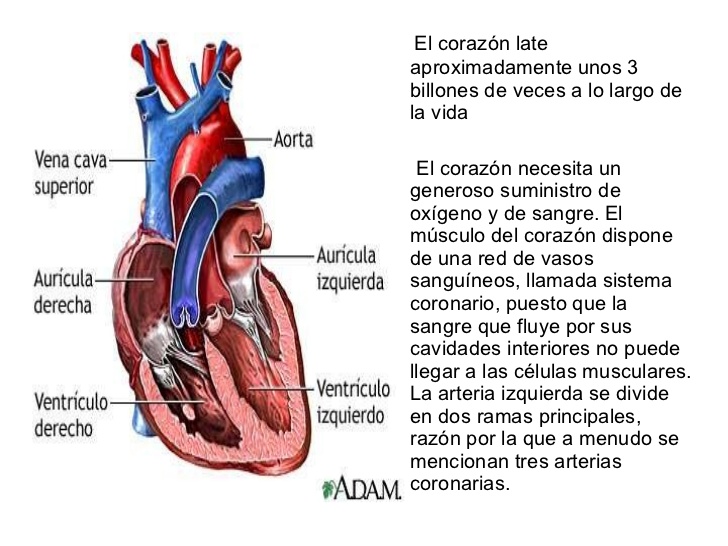 Aorta
Vena cava
superior
Aurícula
izquierda
Aurícula
derecha
Ventrículo
izquierdo
Ventrículo
derecho
A.D.A.M.
El corazón late
aproximadamente unos 3
billones de veces a lo largo de
la vida
El corazón necesita un
generoso suministro de
oxígeno y de sangre. El
músculo del corazón dispone
de una red de vasos
sanguíneos, llamada sistema
coronario, puesto que la
sangre que fluye por sus
cavidades interiores no puede
llegar a las células musculares.
La arteria izquierda se divide
en dos ramas principales,
razón por la que a menudo se
mencionan tres arterias
coronarias.